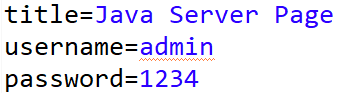 title=Java Server Page
username=admin
password=1234